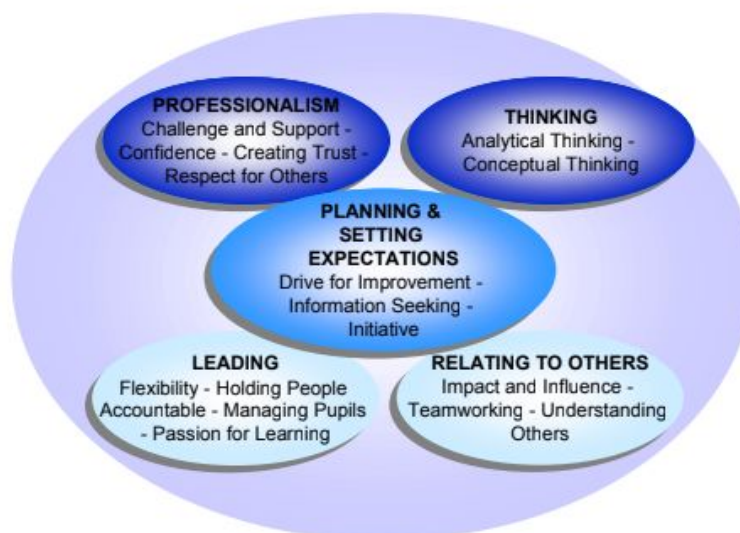 PROFESSIONALISM
Challenge and Support -
Confidence - Creating Trust -
Respect for Others
THINKING
Analytical Thinking -
Conceptual Thinking
PLANNING &
SETTING
EXPECTATIONS
Drive for Improvement -
Information Seeking -
Initiative
LEADING
Flexibility - Holding People
Accountable - Managing Pupils
- Passion for Learning
RELATING TO OTHERS
Impact and Influence -
Teamworking - Understanding
Others